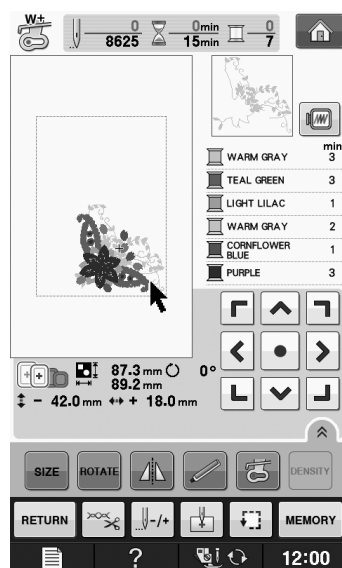 W+ 0 0min 0
8625 15min 7
min
WARM GRAY 3
TEAL GREEN 3
LIGHT LILAC 1
WARM GRAY 2
CORNFLOWER
BLUE 1
PURPLE 3
87.3 mm 0°
89.2 mm
- 42.0 mm + 18.0 mm
SIZE ROTATE DENSITY
RETURN -/+ MEMORY
? 12:00